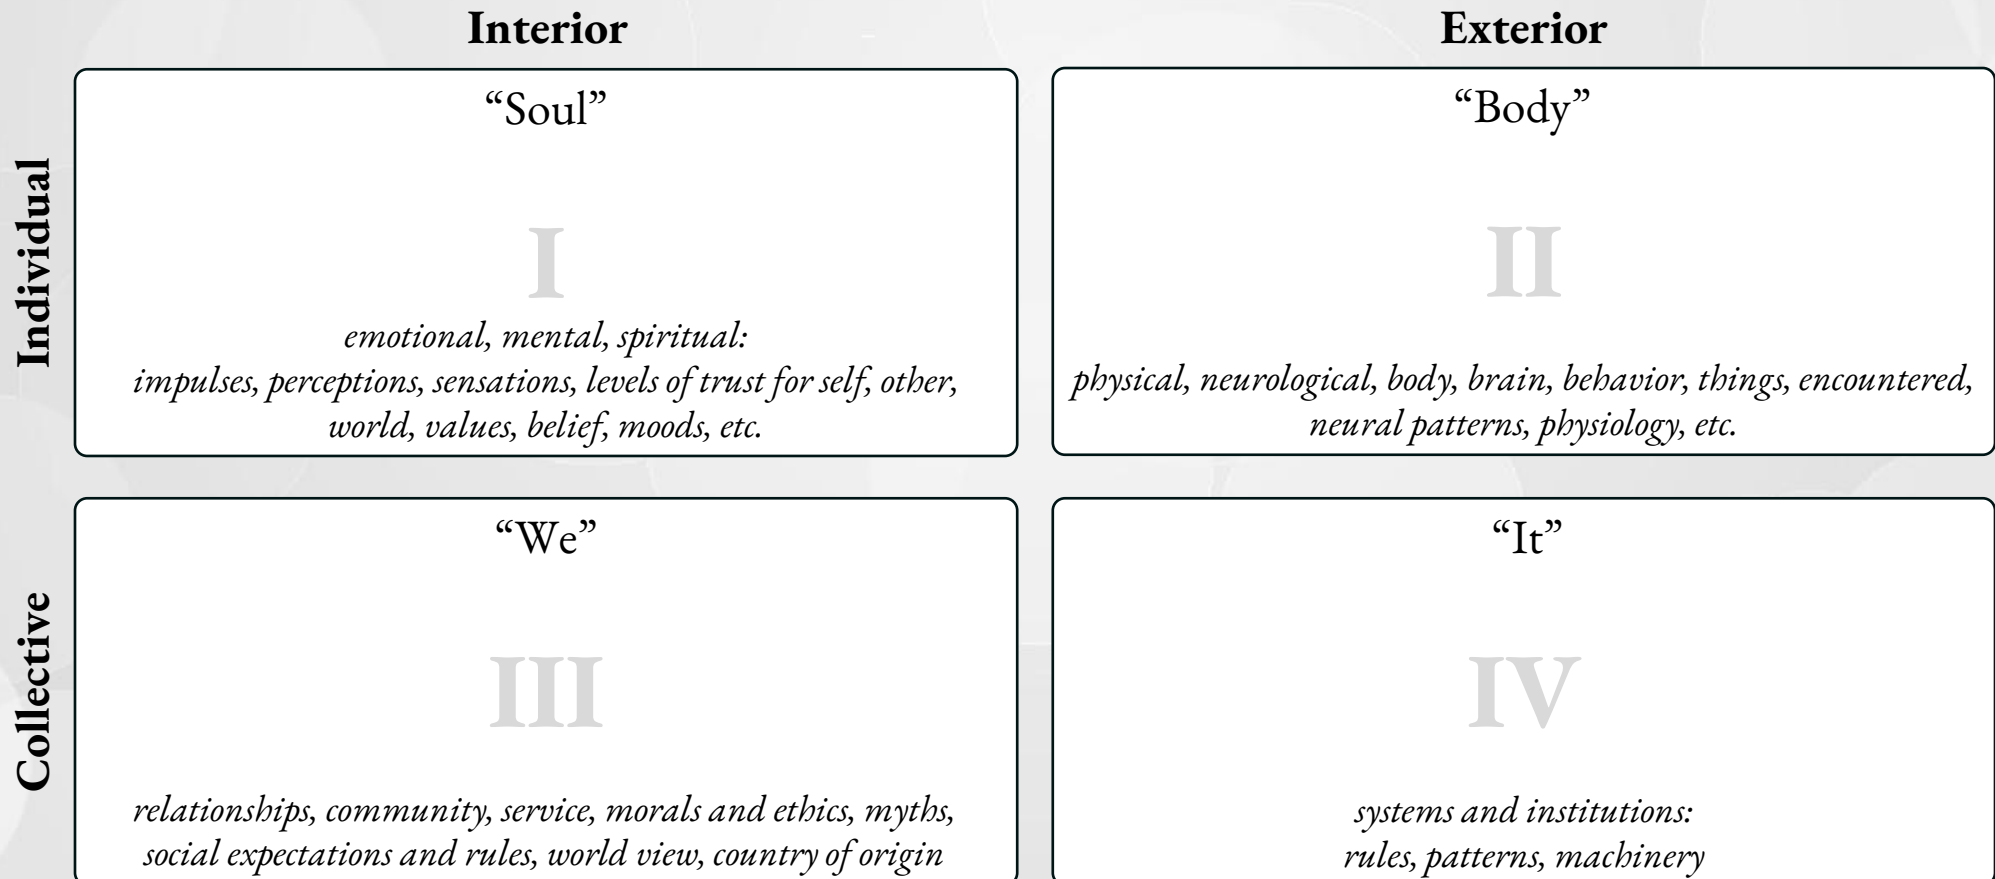 Interior
Exterior
Individual
“Soul”
I
emotional, mental, spiritual:
impulses, perceptions, sensations, levels of trust for self, other,
world, values, belief, moods, etc.
“Body”
II
physical, neurological, body, brain, behavior, things, encountered,
neural patterns, physiology, etc.
Collective
“We”
III
relationships, community, service, morals and ethics, myths,
social expectations and rules, world view, country of origin
“It”
IV
systems and institutions:
rules, patterns, machinery